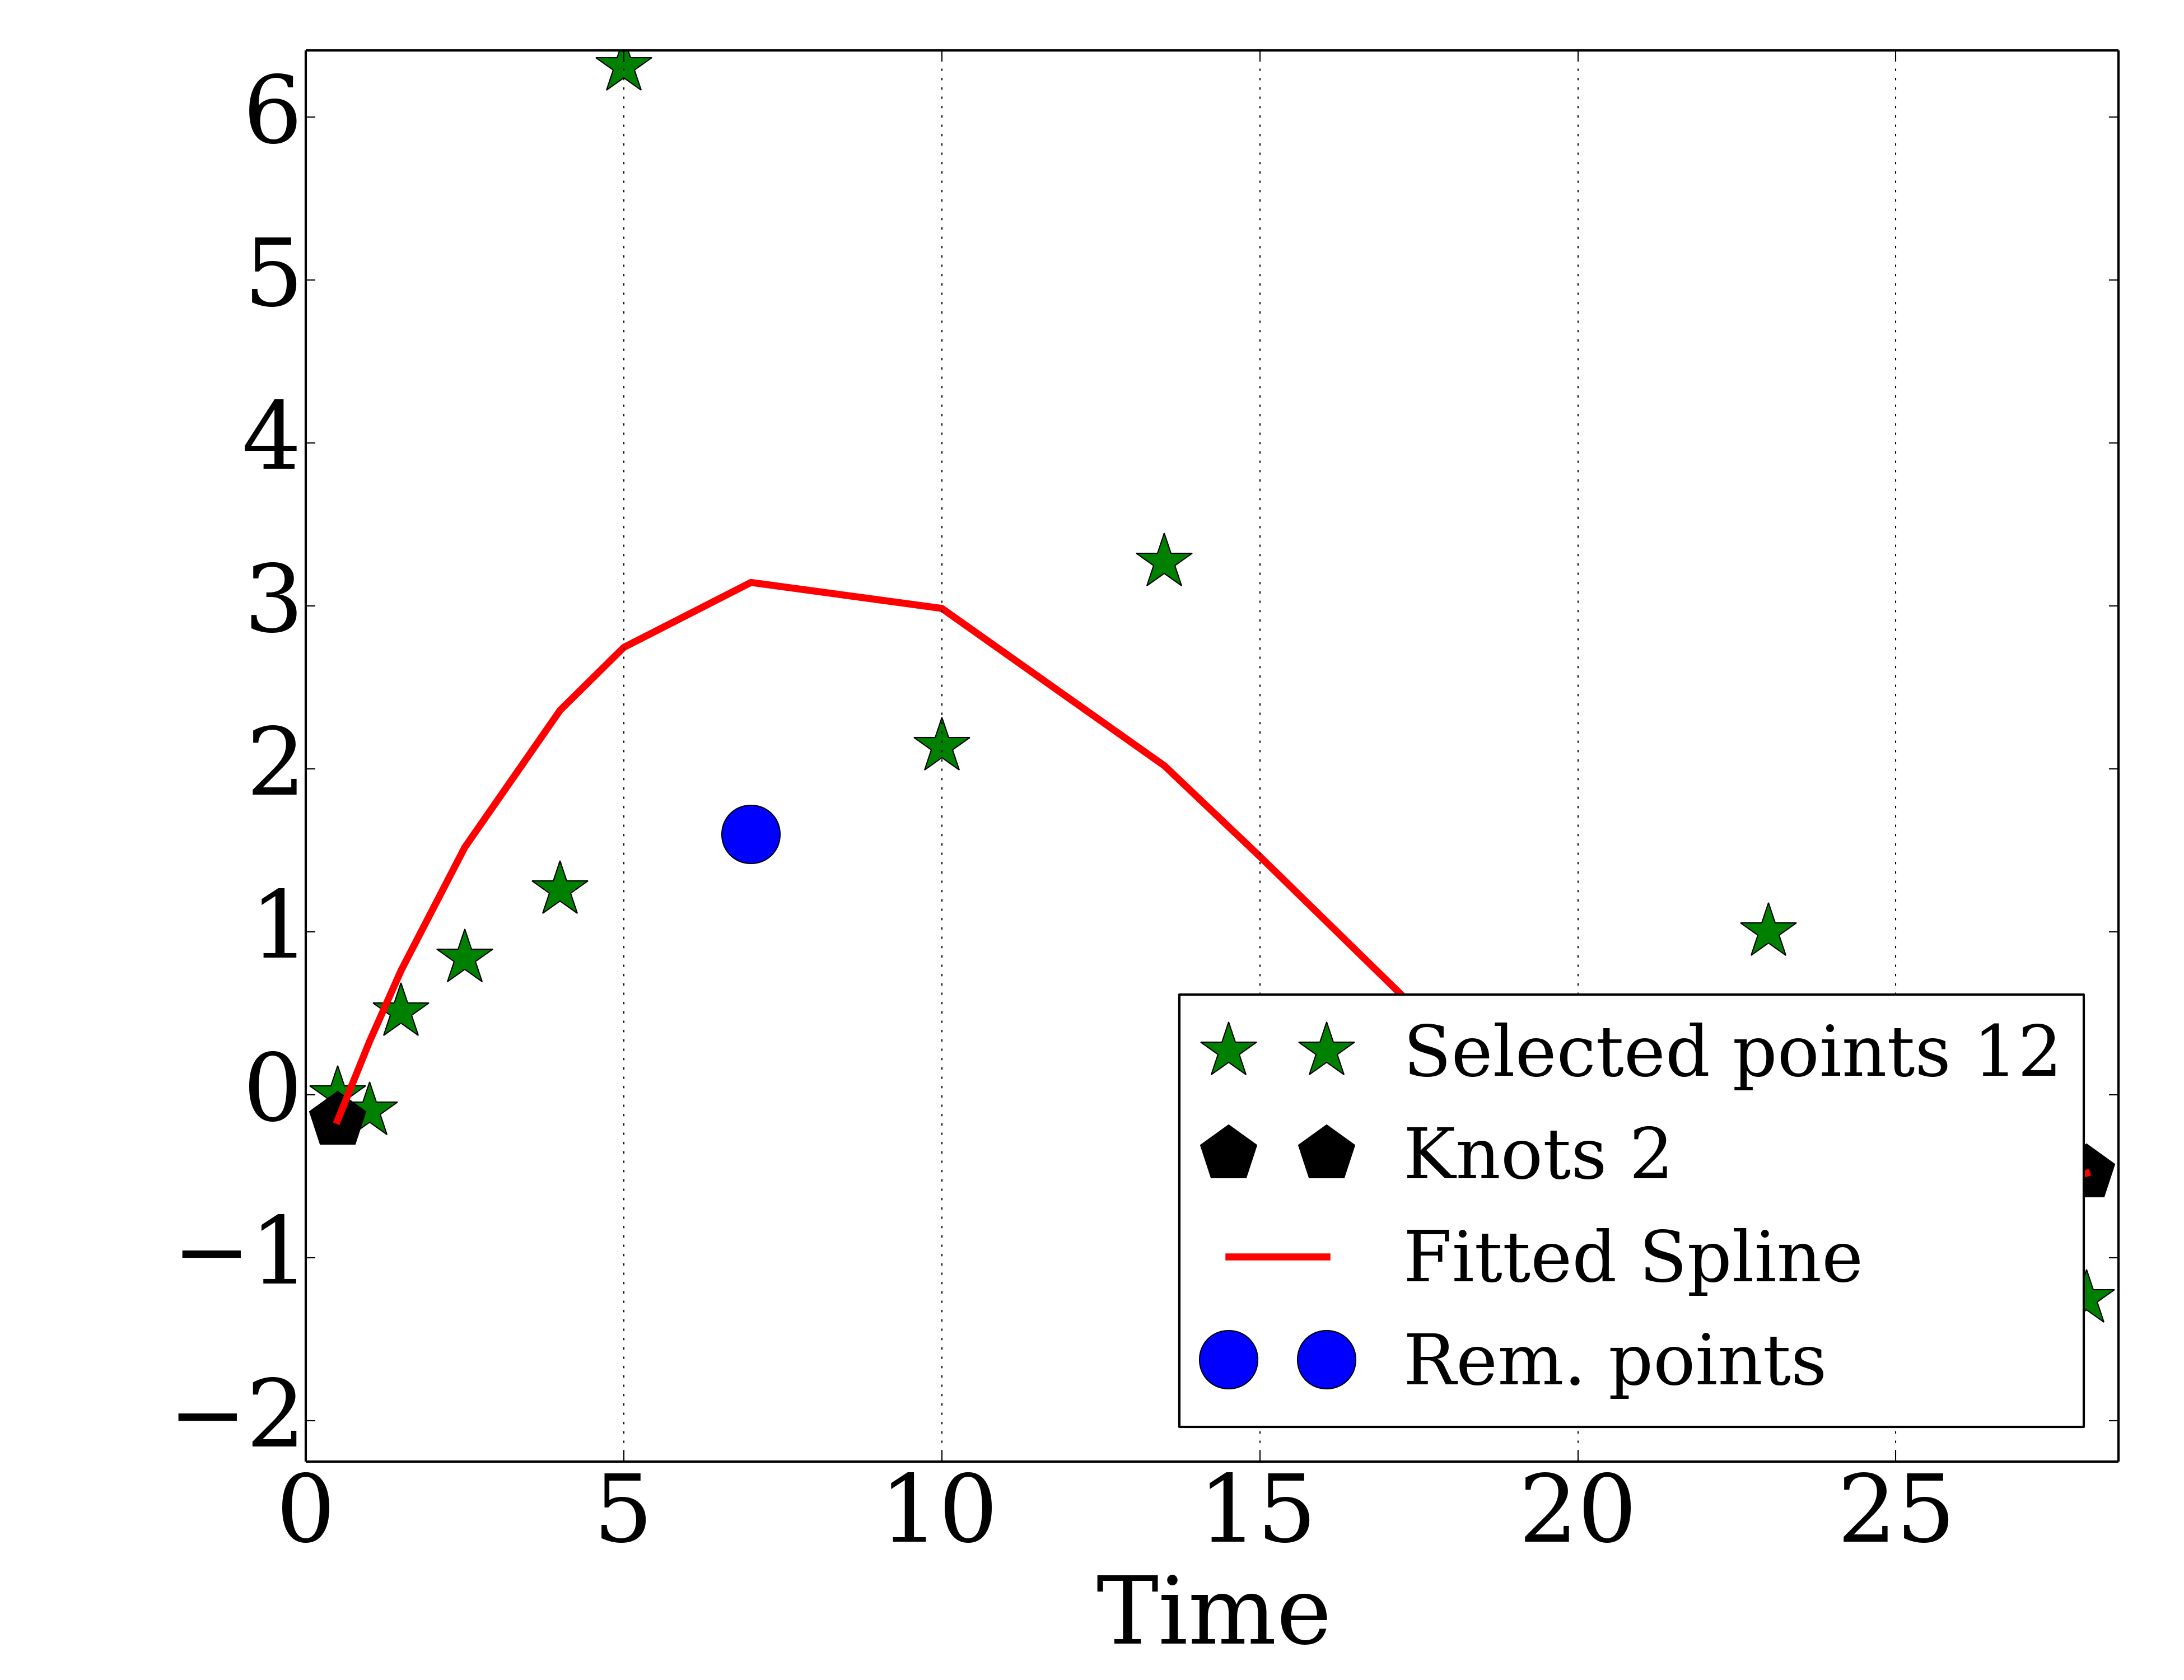 6
5
4
3
2
1
0
−1
−2
Selected points 12
Knots 2
Fitted Spline
Rem. points
0 5 10 15 20 25
Time